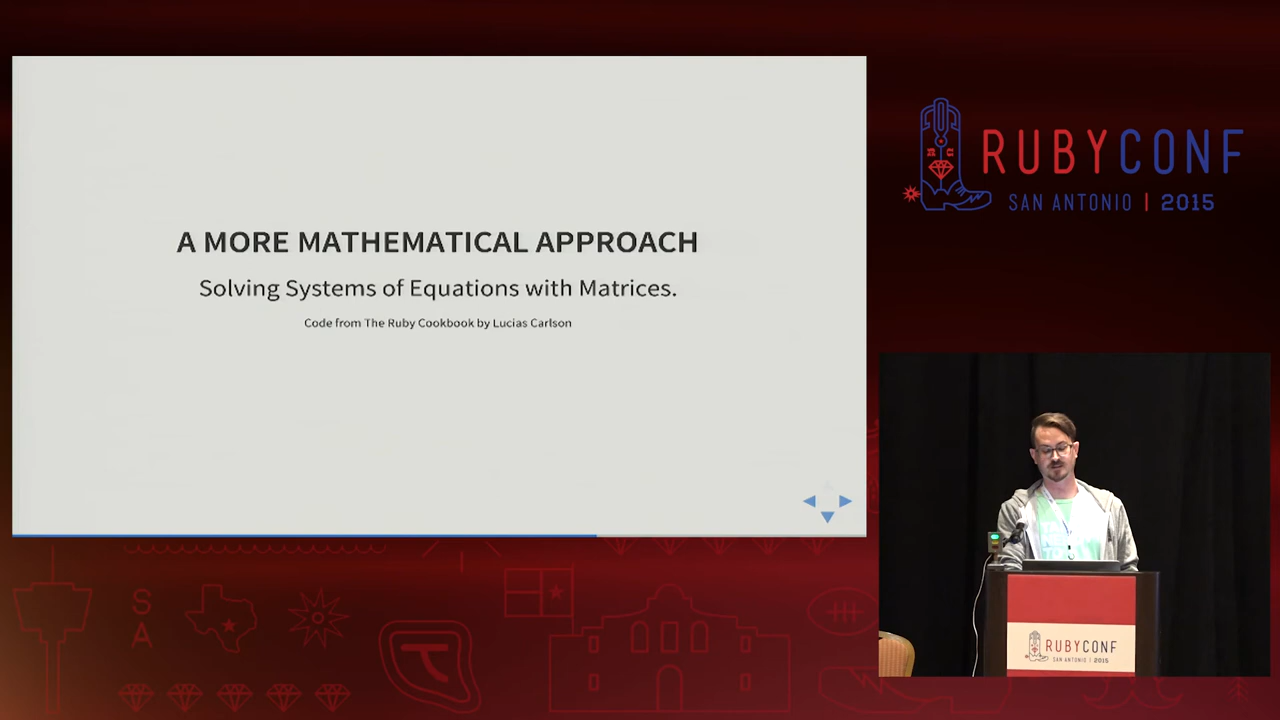 A MORE MATHEMATICAL APPROACH
Solving Systems of Equations with Matrices.
Code from The Ruby Cookbook by Lucias Carlson
RUBYCONF
SAN ANTONIO | 2015
S
A
RUBYCONF
SAN ANTONIO | 2015